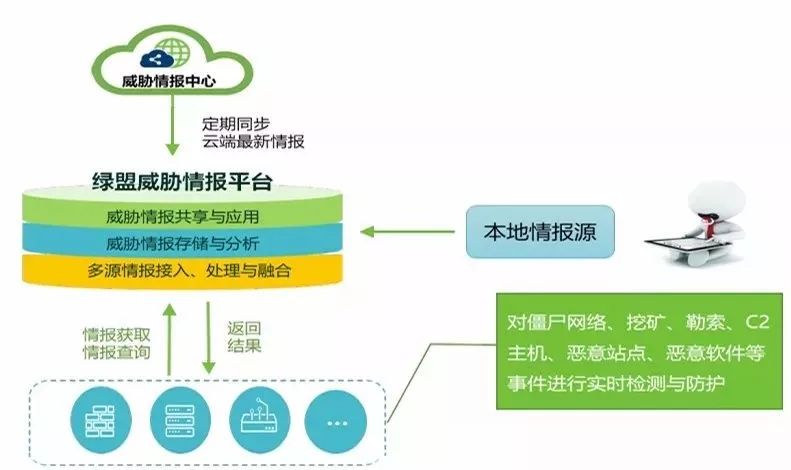 威胁情报中心
定期同步
云端最新情报
绿盟威胁情报平台
威胁情报共享与应用
威胁情报存储与分析
多源情报接入、处理与融合
本地情报源
情报获取
情报查询
返回
结果
对僵尸网络、挖矿、勒索、C2
主机、恶意站点、恶意软件等
事件进行实时检测与防护